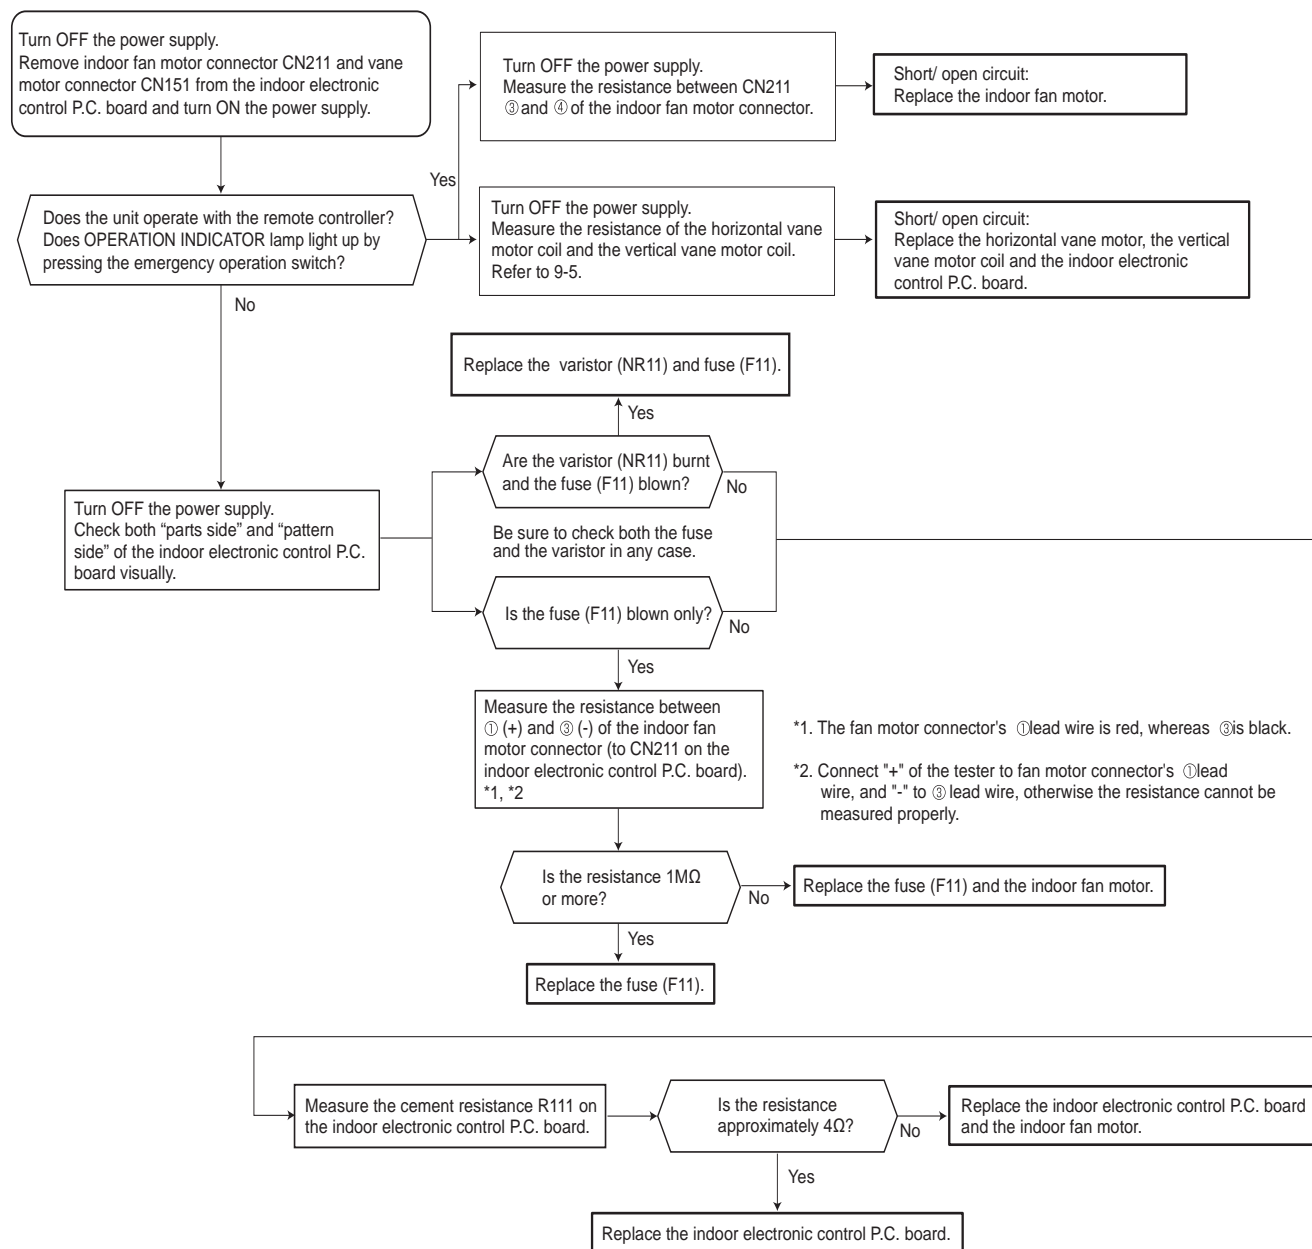 Turn OFF the power supply.
Remove indoor fan motor connector CN211 and vane
motor connector CN151 from the indoor electronic
control P.C. board and turn ON the power supply.
Turn OFF the power supply.
Measure the resistance between CN211
③ and ④ of the indoor fan motor connector.
Short/ open circuit:
Replace the indoor fan motor.
Yes
Does the unit operate with the remote controller?
Does OPERATION INDICATOR lamp light up by
pressing the emergency operation switch?
Turn OFF the power supply.
Measure the resistance of the horizontal vane
motor coil and the vertical vane motor coil.
Refer to 9-5.
Short/ open circuit:
Replace the horizontal vane motor, the vertical
vane motor coil and the indoor electronic
control P.C. board.
No
Replace the varistor (NR11) and fuse (F11).
Yes
Are the varistor (NR11) burnt
and the fuse (F11) blown?
No
Turn OFF the power supply.
Check both “parts side” and “pattern
side” of the indoor electronic control P.C.
board visually.
Be sure to check both the fuse
and the varistor in any case.
Is the fuse (F11) blown only?
No
Yes
Measure the resistance between
① (+) and ③ (-) of the indoor fan
motor connector (to CN211 on the
indoor electronic control P.C. board).
*1, *2
*1. The fan motor connector's ①lead wire is red, whereas ③is black.
*2. Connect "+" of the tester to fan motor connector's ①lead
wire, and "-" to ③ lead wire, otherwise the resistance cannot be
measured properly.
Is the resistance 1MΩ
or more?
No
Replace the fuse (F11) and the indoor fan motor.
Yes
Replace the fuse (F11).
Measure the cement resistance R111 on
the indoor electronic control P.C. board.
Is the resistance
approximately 4Ω?
No
Replace the indoor electronic control P.C. board
and the indoor fan motor.
Yes
Replace the indoor electronic control P.C. board.